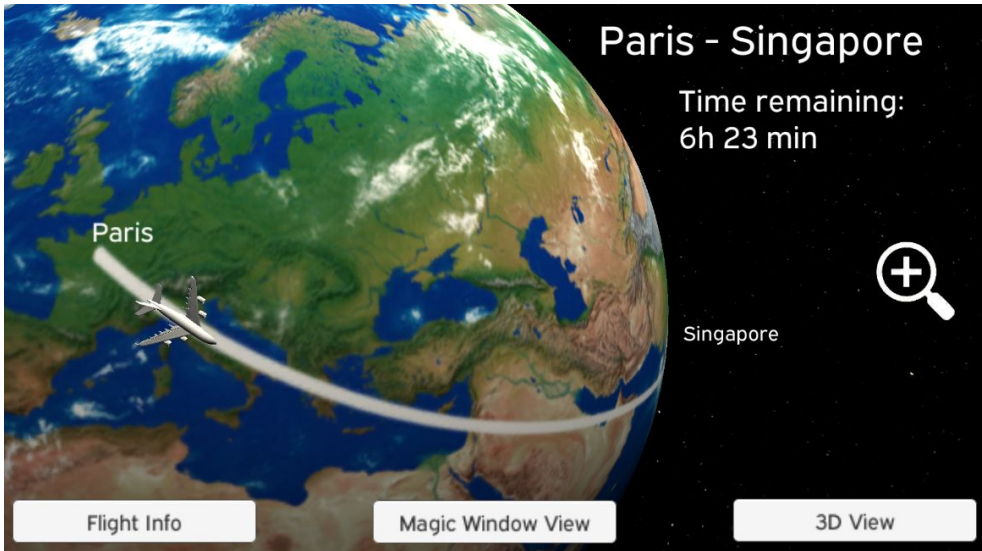 Paris - Singapore
Time remaining:
6h 23 min
Paris
Singapore
Flight Info
Magic Window View
3D View